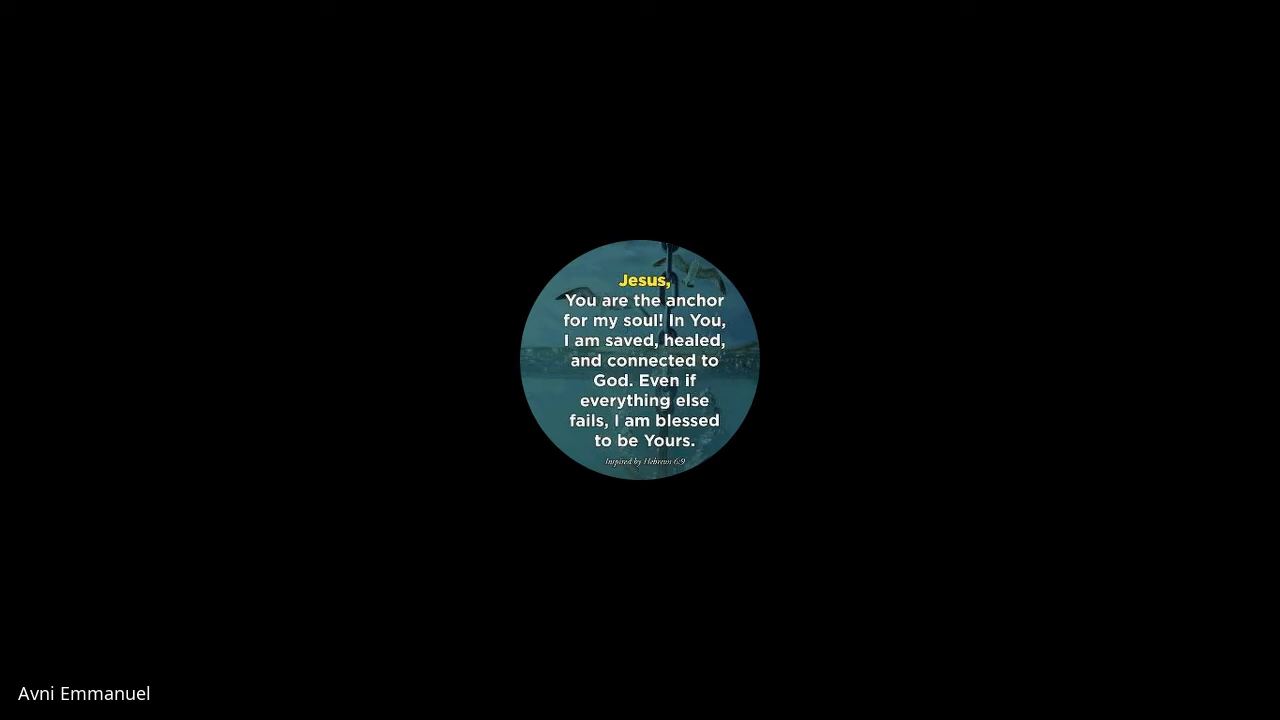 Jesus,
You are the anchor
for my soul! In You,
I am saved, healed,
and connected to
God. Even if
everything else
fails, I am blessed
to be Yours.
Inspired by Hebrews 6:9
Avni Emmanuel